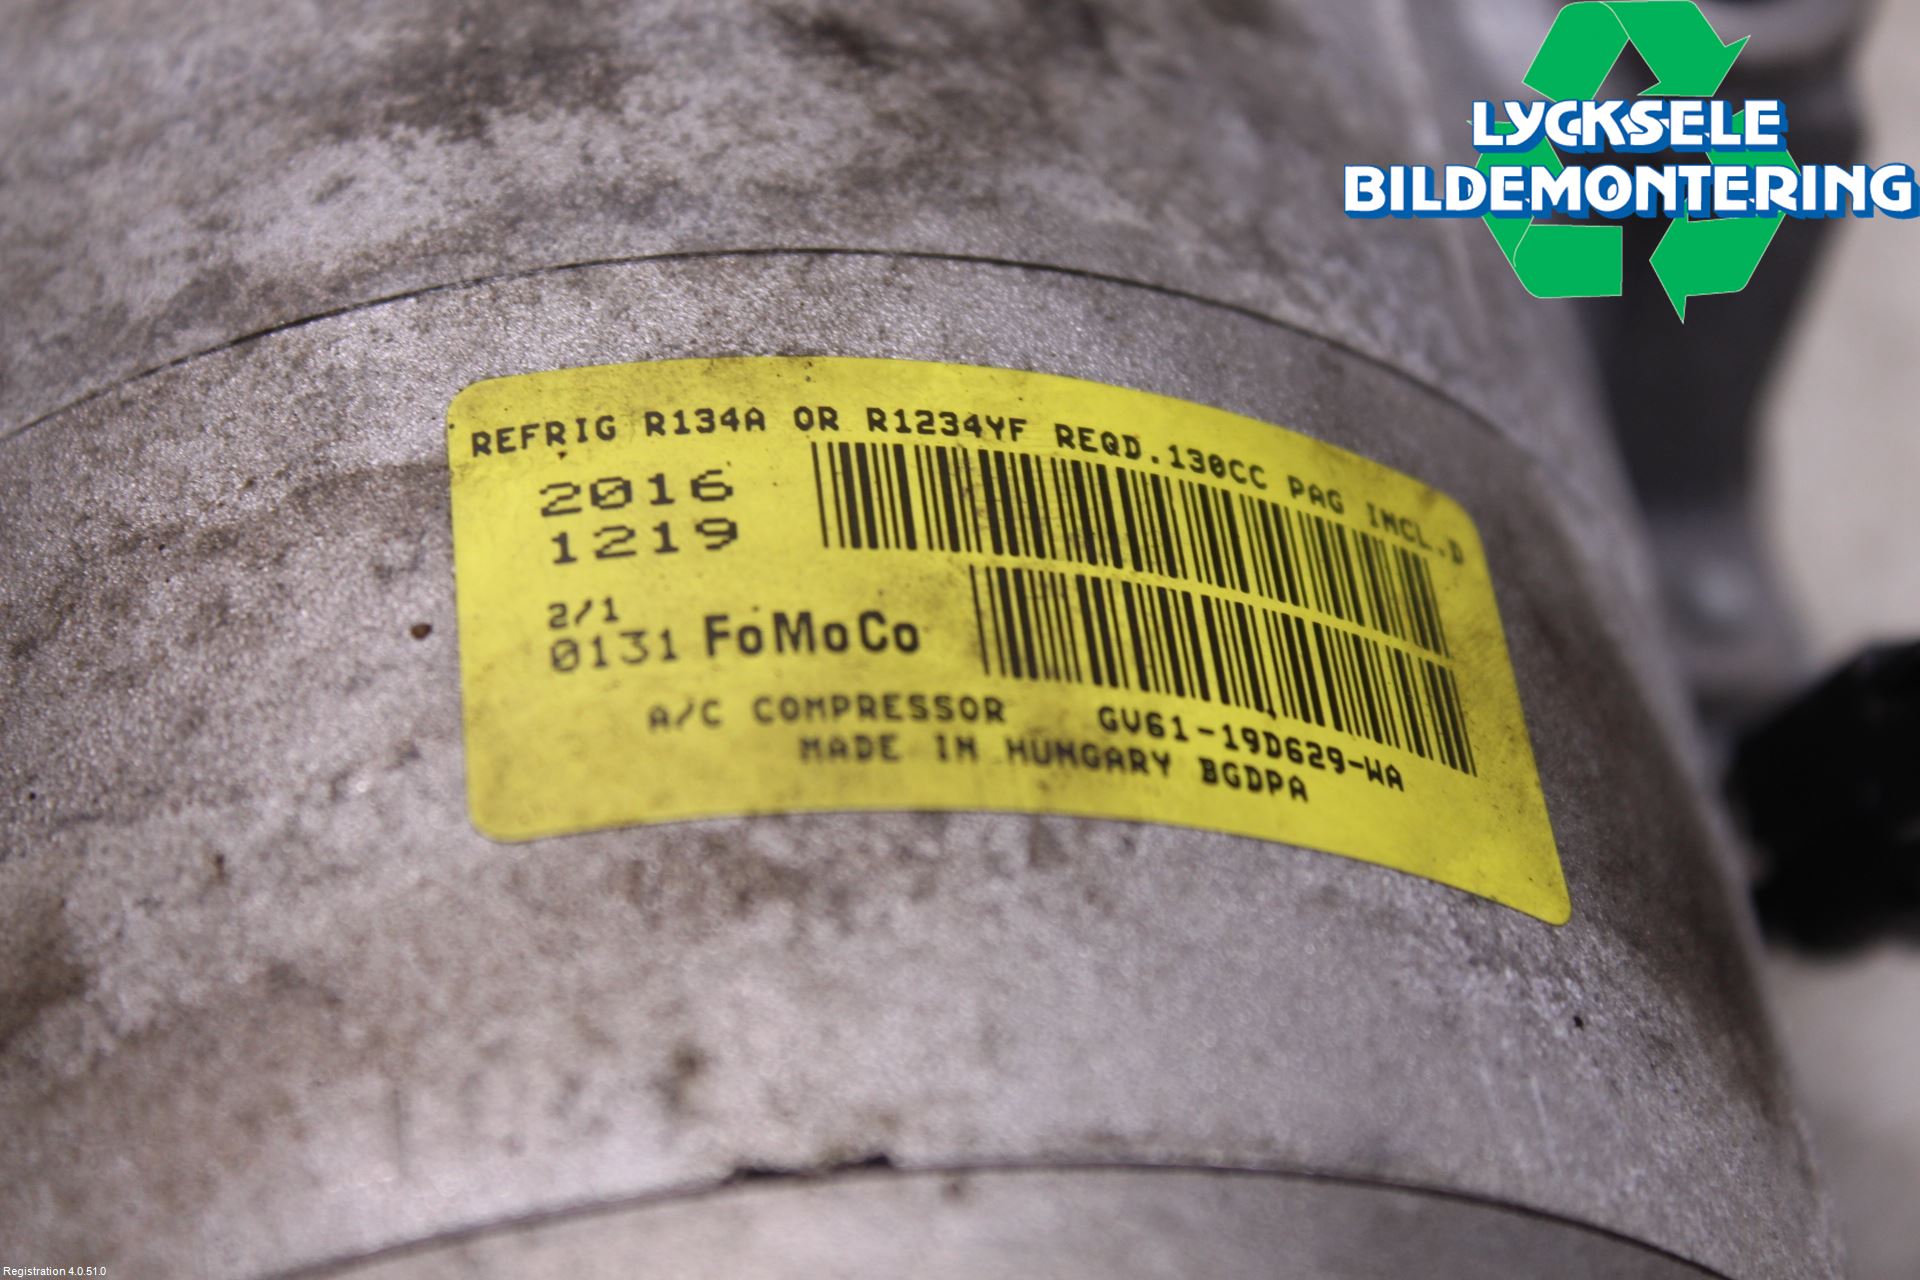 LYCKSELE
BILDEMONTERING
REFRIG R134A OR R1234YF REQD.130CC PAG INCL.D
2016
1219
2/1
0131 FoMoCo
A/C COMPRESSOR GV61-19D629-WA
MADE IN HUNGARY BGDPA
Registration 4.0.51.0